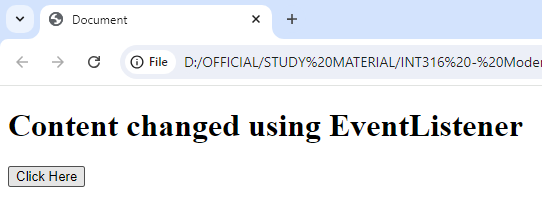 Document
File D:/OFFICIAL/STUDY%20MATERIAL/INT316%20-%20Moder
Content changed using EventListener
Click Here